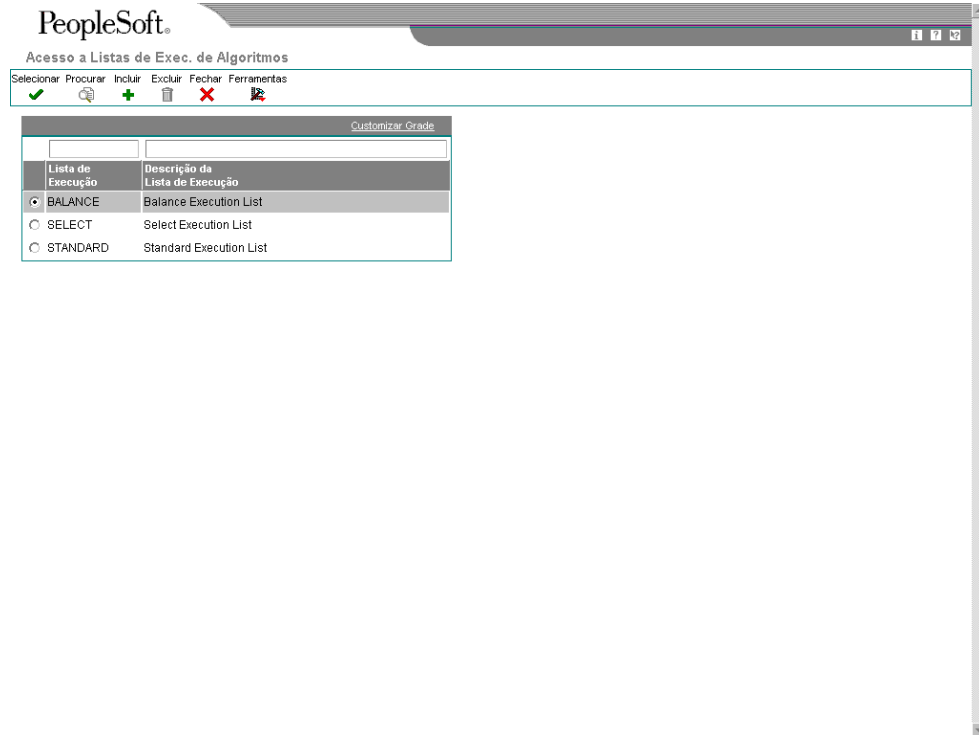 PeopleSoft®
Acesso a Listas de Exec. de Algoritmos
Selecionar Procurar Incluir Excluir Fechar Ferramentas
Customizar Grade
Lista de Execução Descrição da Lista de Execução
BALANCE Balance Execution List
SELECT Select Execution List
STANDARD Standard Execution List